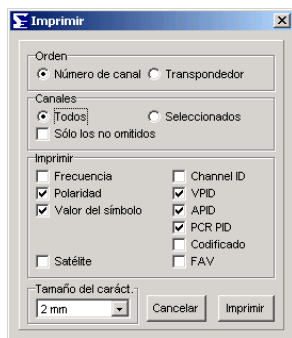 Imprimir
Orden
Número de canal Transpondedor
Canales
Todos Seleccionados
Sólo los no omitidos
Imprimir
Frecuencia Channel ID
Polaridad VPID
Valor del símbolo APID
PCR PID
Codificado
Satélite FAV
Tamaño del caráct.
2 mm Cancelar Imprimir